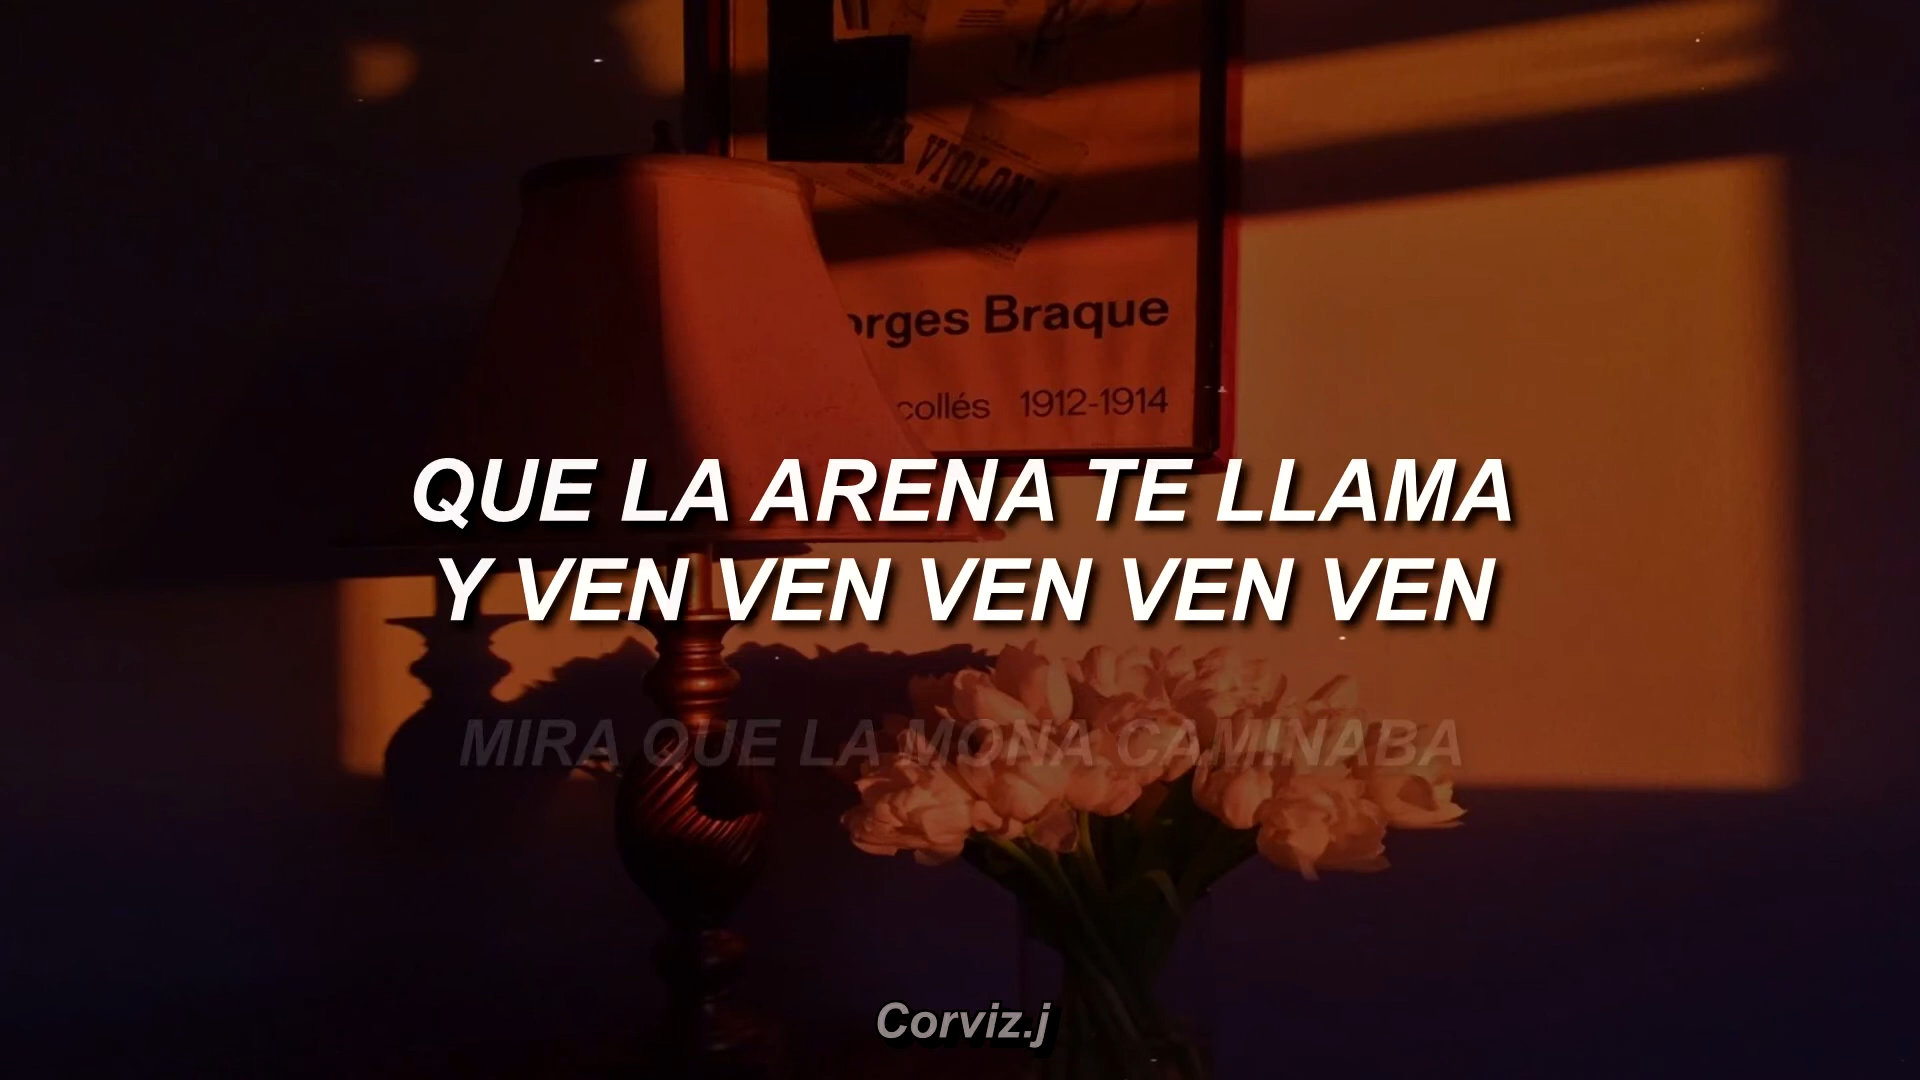 VIOLON
orges Braque
collés 1912-1914
QUE LA ARENA TE LLAMA
Y VEN VEN VEN VEN VEN
MIRA QUE LA MONA CAMINABA
Corviz.j